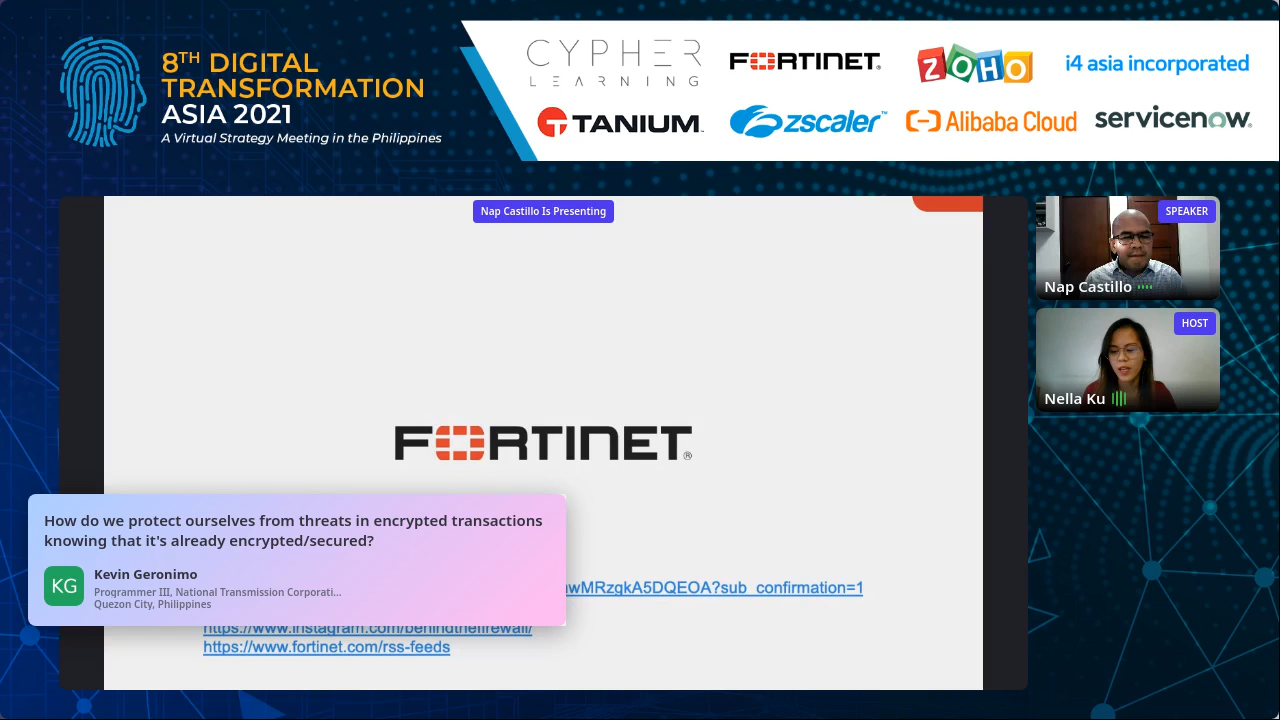 8TH DIGITAL
TRANSFORMATION
ASIA 2021
A Virtual Strategy Meeting in the Philippines
CYPHER
LEARNING
FORTINET®
ZOHO
i4 asia incorporated
TANIUM™
zscaler™
Alibaba Cloud
servicenow®
Nap Castillo Is Presenting
SPEAKER
Nap Castillo
HOST
Nella Ku
FORTINET®
How do we protect ourselves from threats in encrypted transactions
knowing that it's already encrypted/secured?
KG
Kevin Geronimo
Programmer III, National Transmission Corporati...
Quezon City, Philippines
wMRzgkA5DQEOA?sub_confirmation=1
https://www.instagram.com/behindthefirewall/
https://www.fortinet.com/rss-feeds